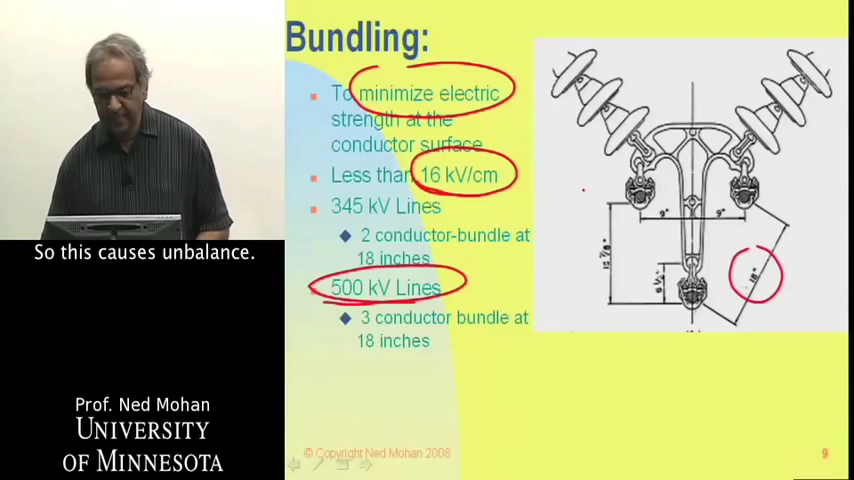 Bundling:
To minimize electric
strength at the
conductor surface
Less than 16 kV/cm
345 kV Lines
2 conductor-bundle at
18 inches
500 kV Lines
3 conductor bundle at
18 inches
9" 9"
18"
© Copyright Ned Mohan 2008
9
So this causes unbalance.
Prof. Ned Mohan
UNIVERSITY
OF MINNESOTA